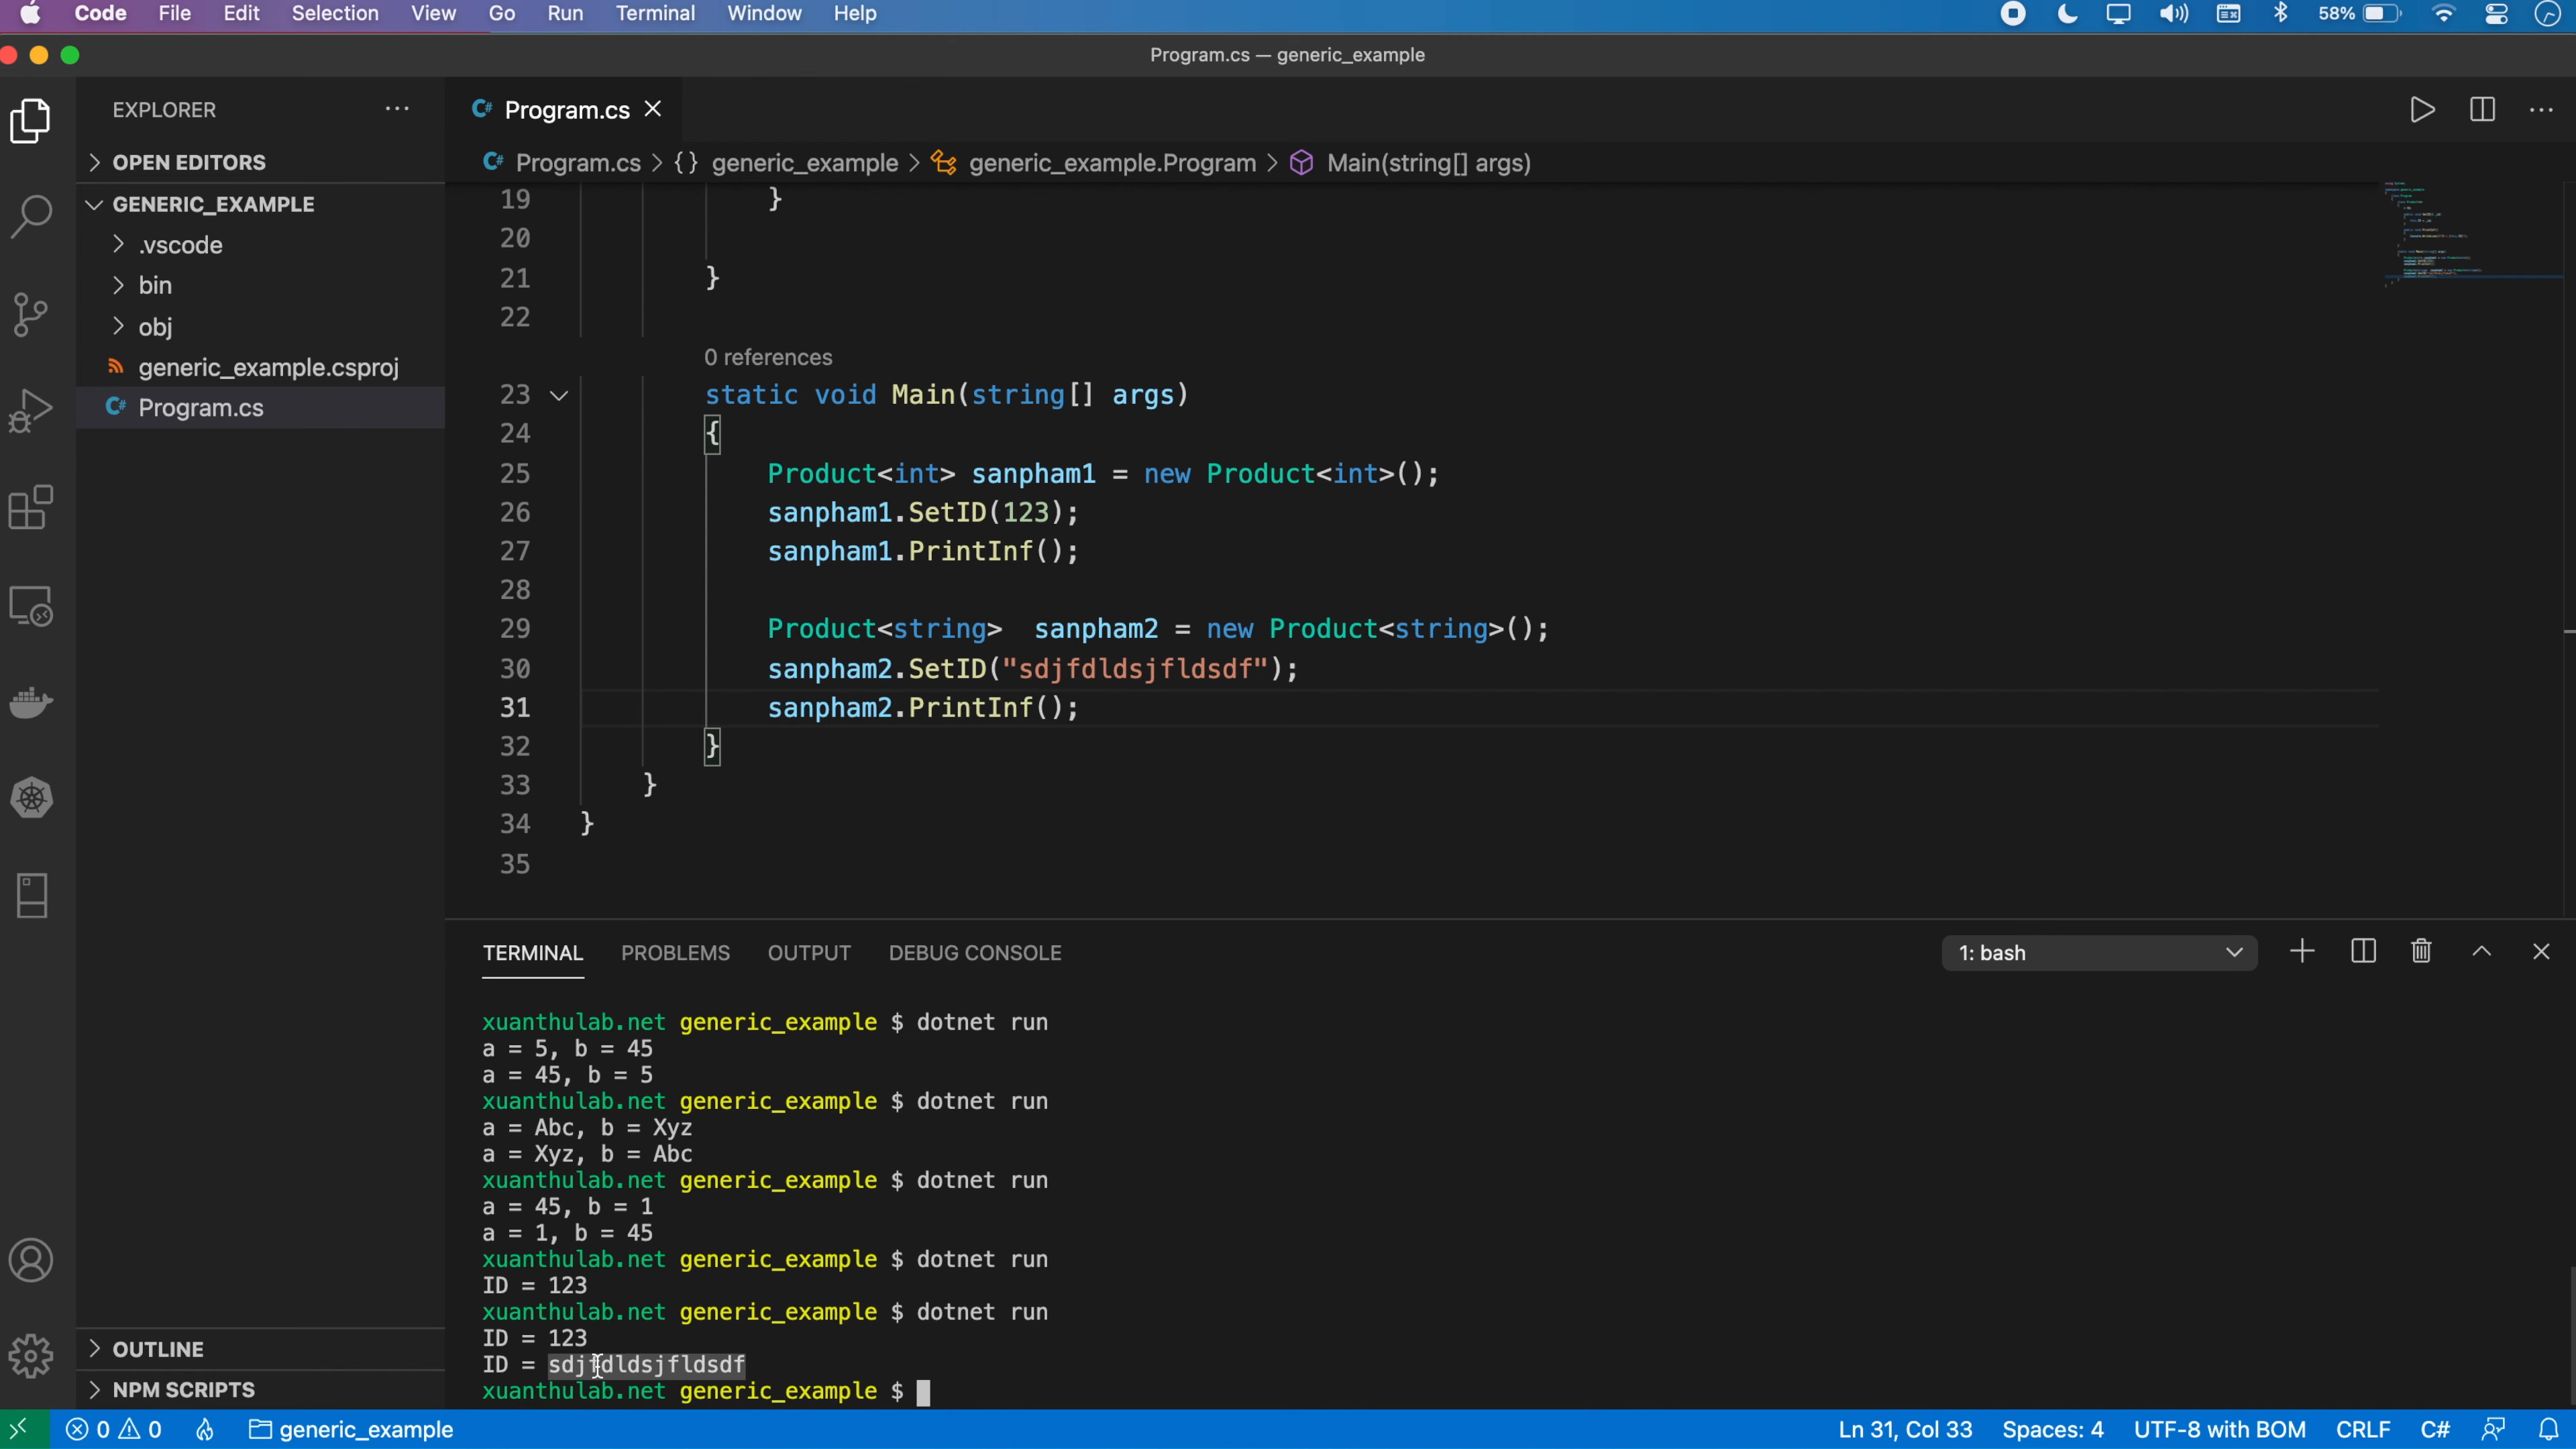 Code File Edit Selection View Go Run Terminal Window Help 58%
Program.cs — generic_example
EXPLORER
OPEN EDITORS
GENERIC_EXAMPLE
.vscode
bin
obj
generic_example.csproj
Program.cs
OUTLINE
NPM SCRIPTS
Program.cs
Program.cs > {} generic_example > generic_example.Program > Main(string[] args)
19 }
20
21 }
22
0 references
23 static void Main(string[] args)
24 {
25 Product<int> sanpham1 = new Product<int>();
26 sanpham1.SetID(123);
27 sanpham1.PrintInf();
28
29 Product<string>  sanpham2 = new Product<string>();
30 sanpham2.SetID("sdjfdldsjfldsdf");
31 sanpham2.PrintInf();
32 }
33 }
34 }
35
TERMINAL PROBLEMS OUTPUT DEBUG CONSOLE 1: bash
xuanthulab.net generic_example $ dotnet run
a = 5, b = 45
a = 45, b = 5
xuanthulab.net generic_example $ dotnet run
a = Abc, b = Xyz
a = Xyz, b = Abc
xuanthulab.net generic_example $ dotnet run
a = 45, b = 1
a = 1, b = 45
xuanthulab.net generic_example $ dotnet run
ID = 123
xuanthulab.net generic_example $ dotnet run
ID = 123
ID = sdjfdldsjfldsdf
xuanthulab.net generic_example $
0 0 generic_example Ln 31, Col 33 Spaces: 4 UTF-8 with BOM CRLF C#